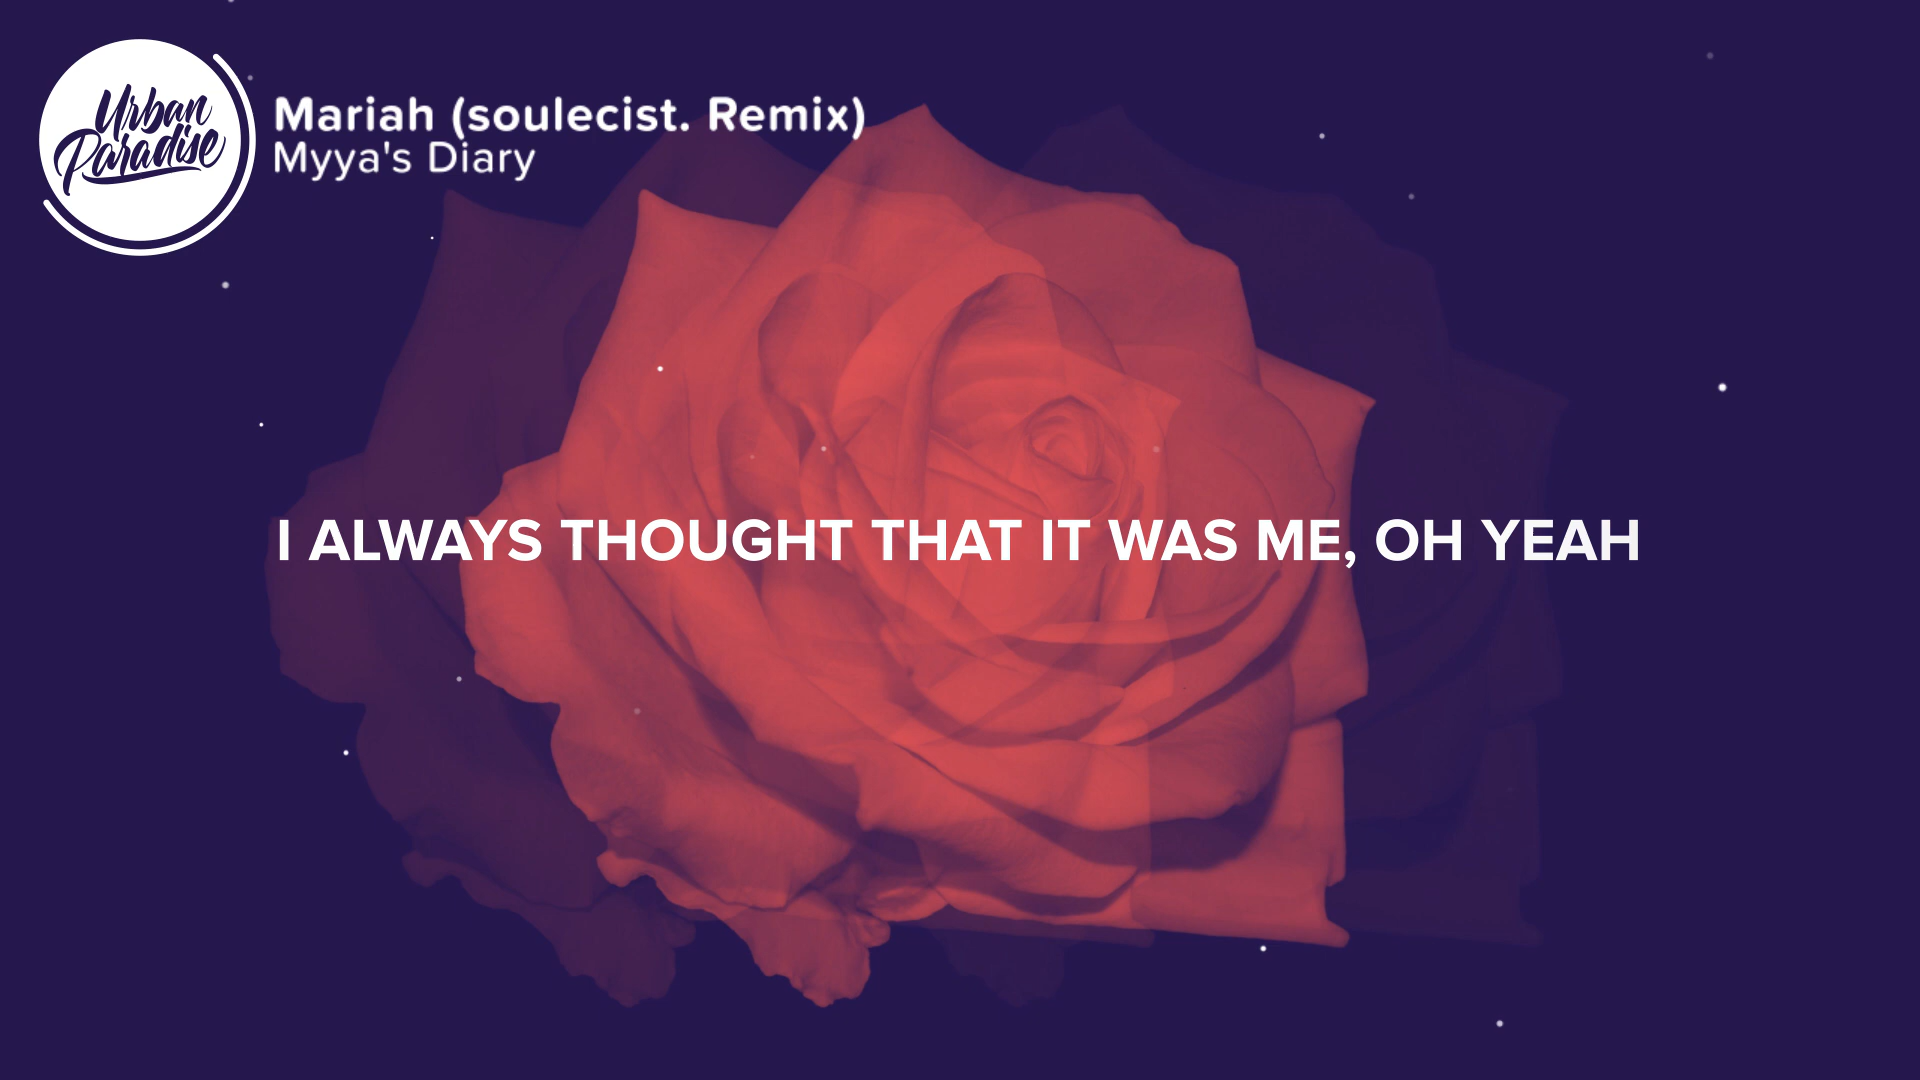 Urban
Paradise
Mariah (soulecist. Remix)
Myya's Diary
I ALWAYS THOUGHT THAT IT WAS ME, OH YEAH